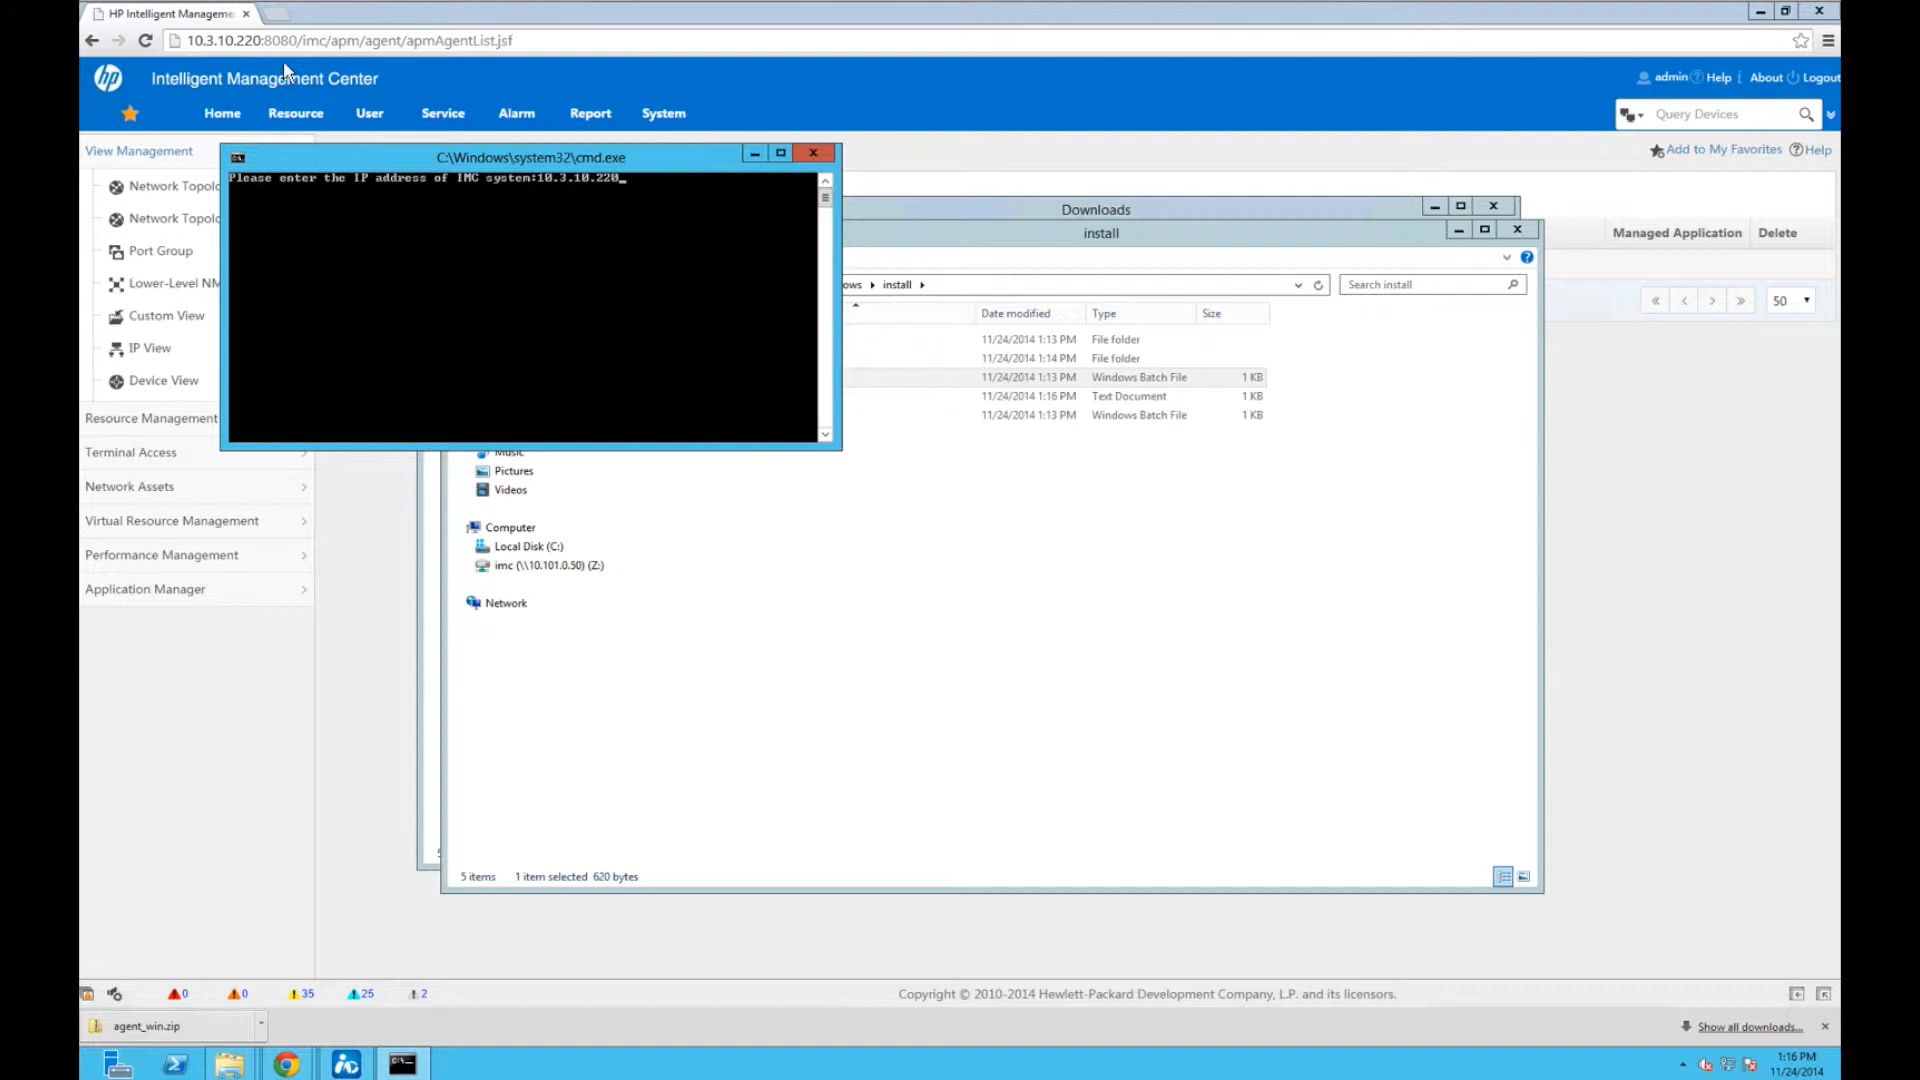 HP Intelligent Manageme
10.3.10.220:8080/imc/apm/agent/apmAgentList.jsf
hp
Intelligent Management Center
admin
Help
About
Logout
Home
Resource
User
Service
Alarm
Report
System
Query Devices
View Management
Add to My Favorites
Help
Network Topolo
Network Topolo
Port Group
Lower-Level NM
Custom View
IP View
Device View
Resource Management
Terminal Access
Network Assets
Virtual Resource Management
Performance Management
Application Manager
C:\Windows\system32\cmd.exe
Please enter the IP address of IMC system:10.3.10.220_
Downloads
install
Managed Application
Delete
50
ows
install
Search install
Date modified
Type
Size
11/24/2014 1:13 PM File folder
11/24/2014 1:14 PM File folder
11/24/2014 1:13 PM Windows Batch File 1 KB
11/24/2014 1:16 PM Text Document 1 KB
11/24/2014 1:13 PM Windows Batch File 1 KB
Music
Pictures
Videos
Computer
Local Disk (C:)
imc (\\10.101.0.50) (Z:)
Network
5 items
1 item selected 620 bytes
0
0
35
25
2
Copyright © 2010-2014 Hewlett-Packard Development Company, L.P. and its licensors.
agent_win.zip
Show all downloads...
1:16 PM
11/24/2014